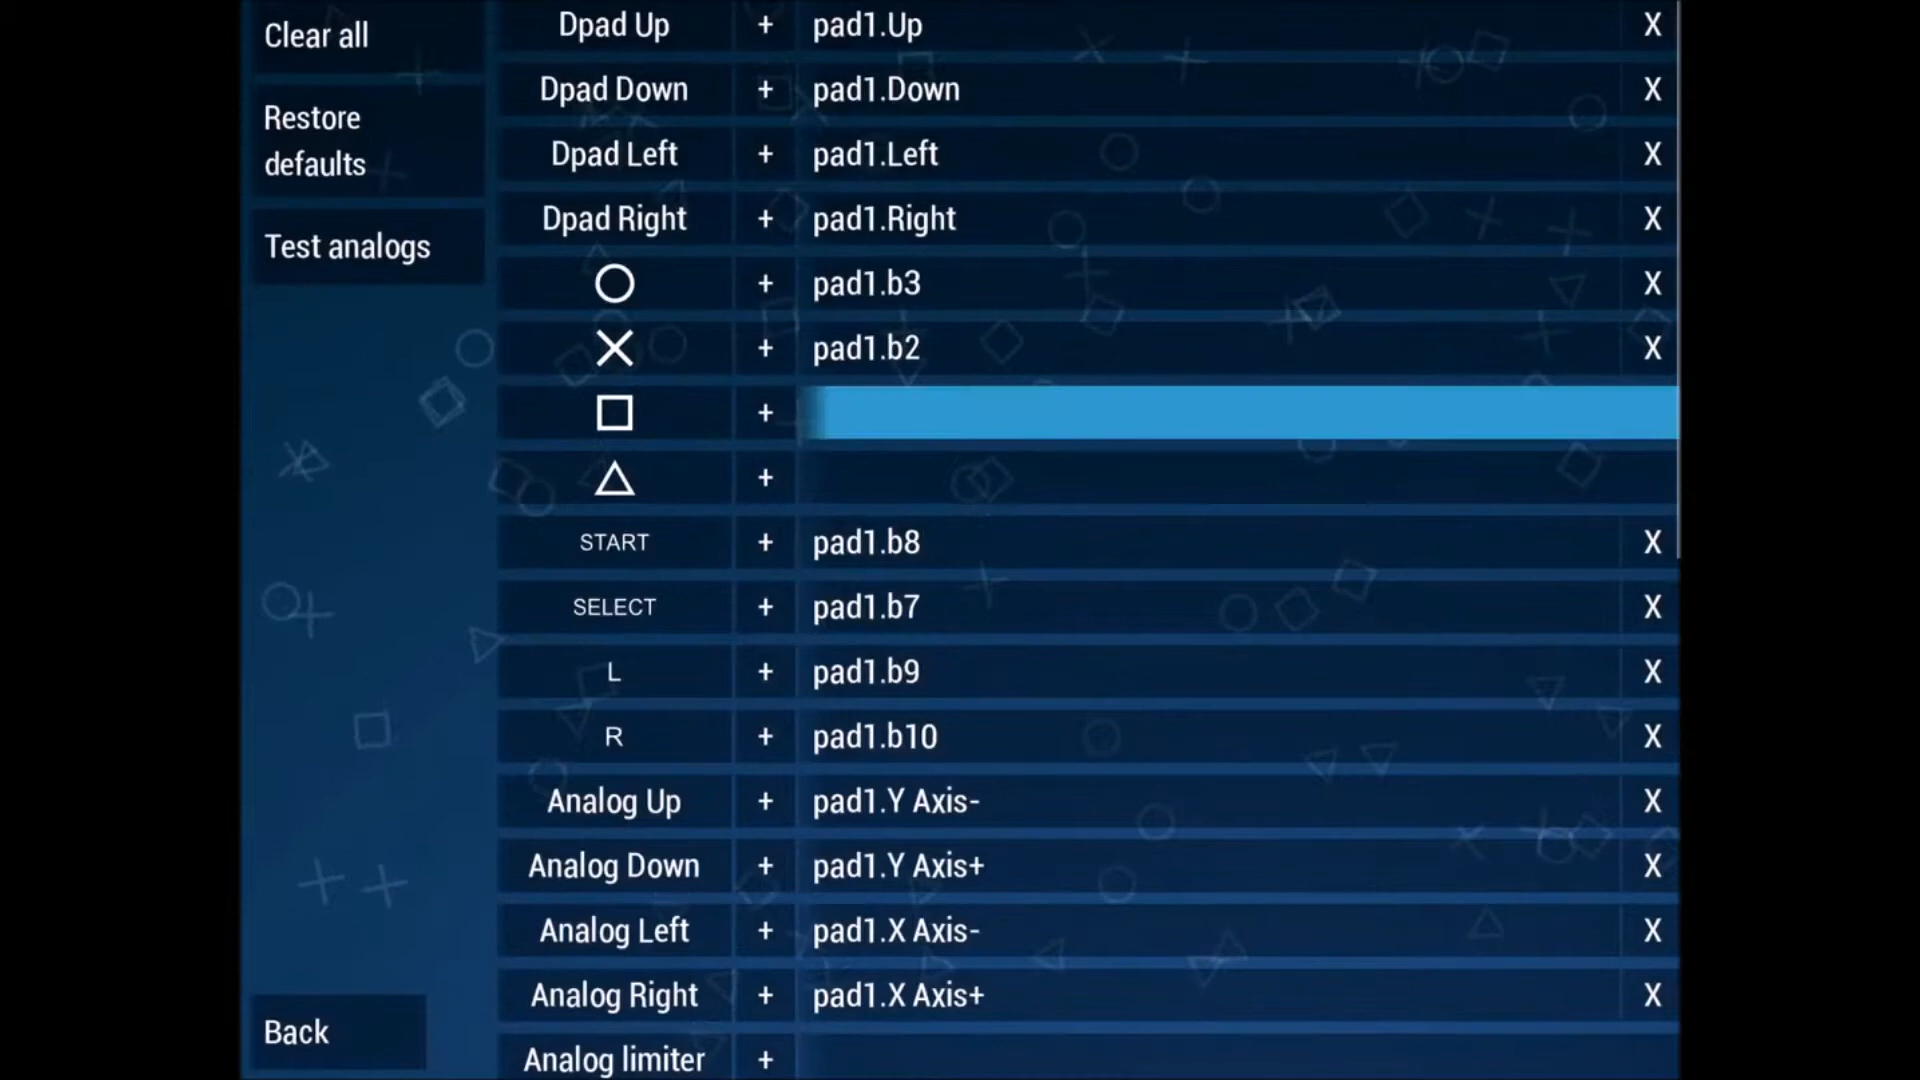 Clear all
Restore
defaults
Test analogs
Back
Dpad Up + pad1.Up X
Dpad Down + pad1.Down X
Dpad Left + pad1.Left X
Dpad Right + pad1.Right X
+ pad1.b3 X
+ pad1.b2 X
+
+
START + pad1.b8 X
SELECT + pad1.b7 X
L + pad1.b9 X
R + pad1.b10 X
Analog Up + pad1.Y Axis- X
Analog Down + pad1.Y Axis+ X
Analog Left + pad1.X Axis- X
Analog Right + pad1.X Axis+ X
Analog limiter +